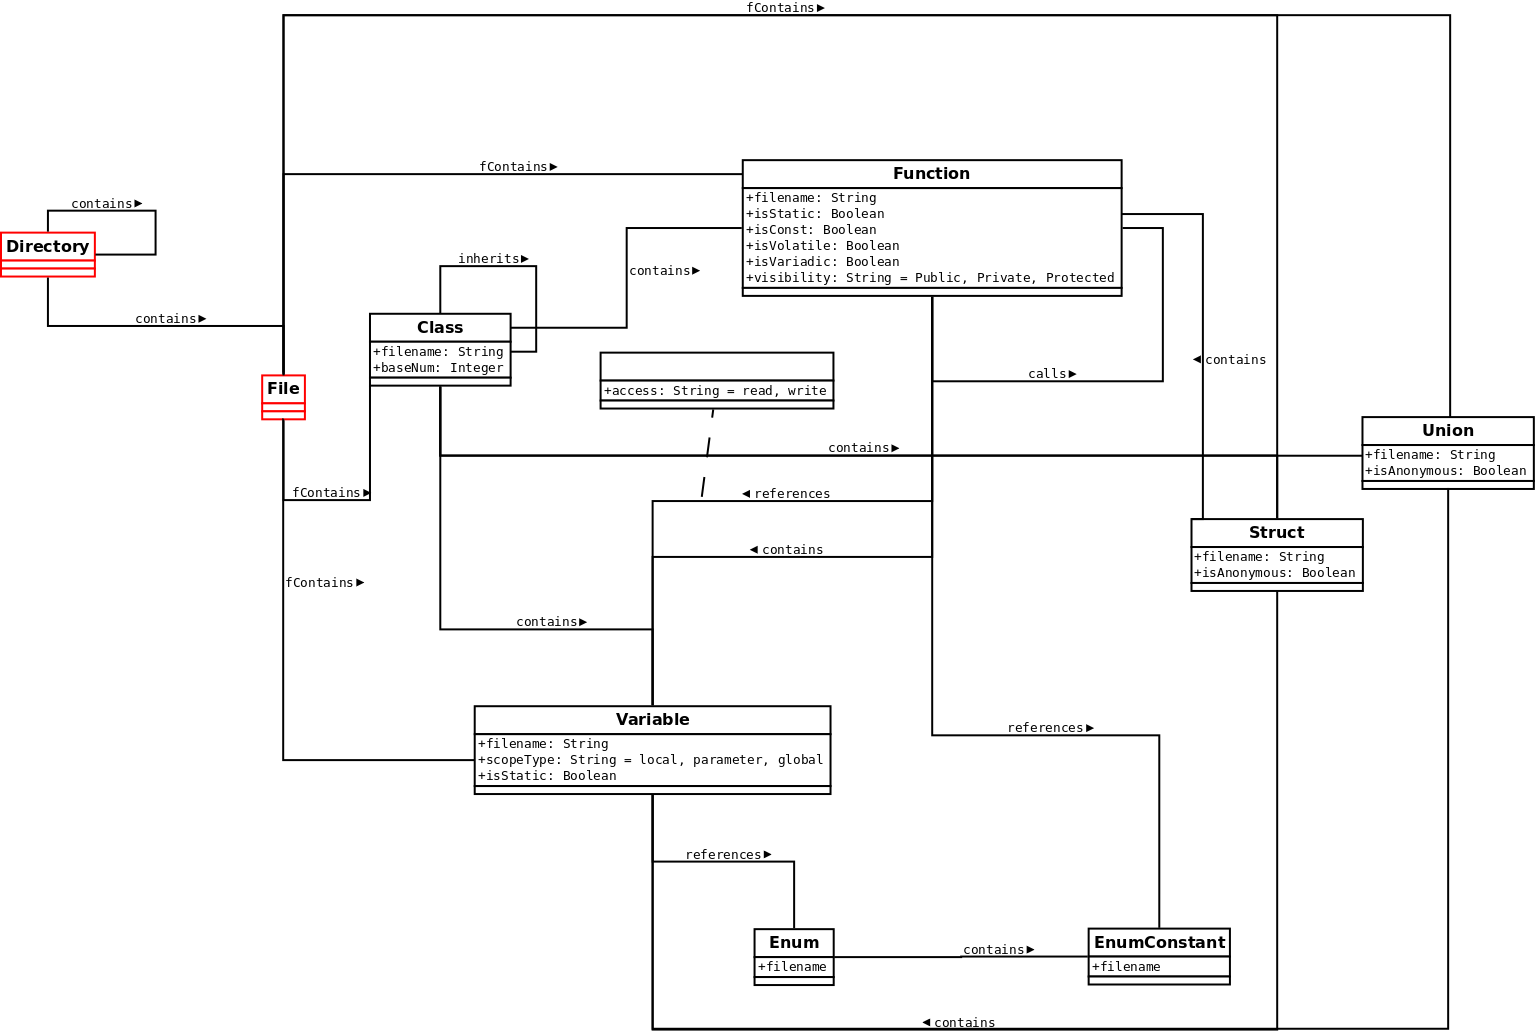 fContains▶
fContains▶
Function
+filename: String
+isStatic: Boolean
+isConst: Boolean
+isVolatile: Boolean
+isVariadic: Boolean
+visibility: String = Public, Private, Protected
contains▶
Directory
inherits▶
contains▶
contains▶
Class
+filename: String
+baseNum: Integer
◀contains
calls▶
File
+access: String = read, write
Union
+filename: String
+isAnonymous: Boolean
contains▶
fContains▶
◀references
Struct
+filename: String
+isAnonymous: Boolean
◀contains
fContains▶
contains▶
Variable
+filename: String
+scopeType: String = local, parameter, global
+isStatic: Boolean
references▶
references▶
Enum
+filename
contains▶
EnumConstant
+filename
◀contains